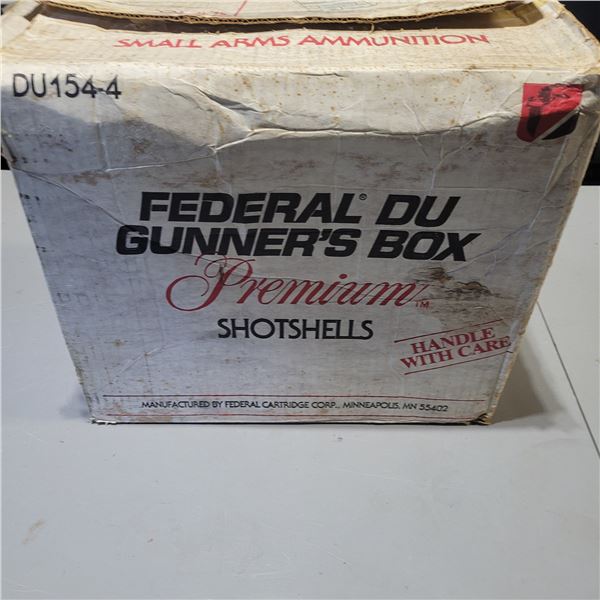 SMALL ARMS AMMUNITION
DU154-4
FEDERAL® DU
GUNNER'S BOX
Premium™
SHOTSHELLS
HANDLE
WITH CARE
MANUFACTURED BY FEDERAL CARTRIDGE CORP., MINNEAPOLIS, MN 55402